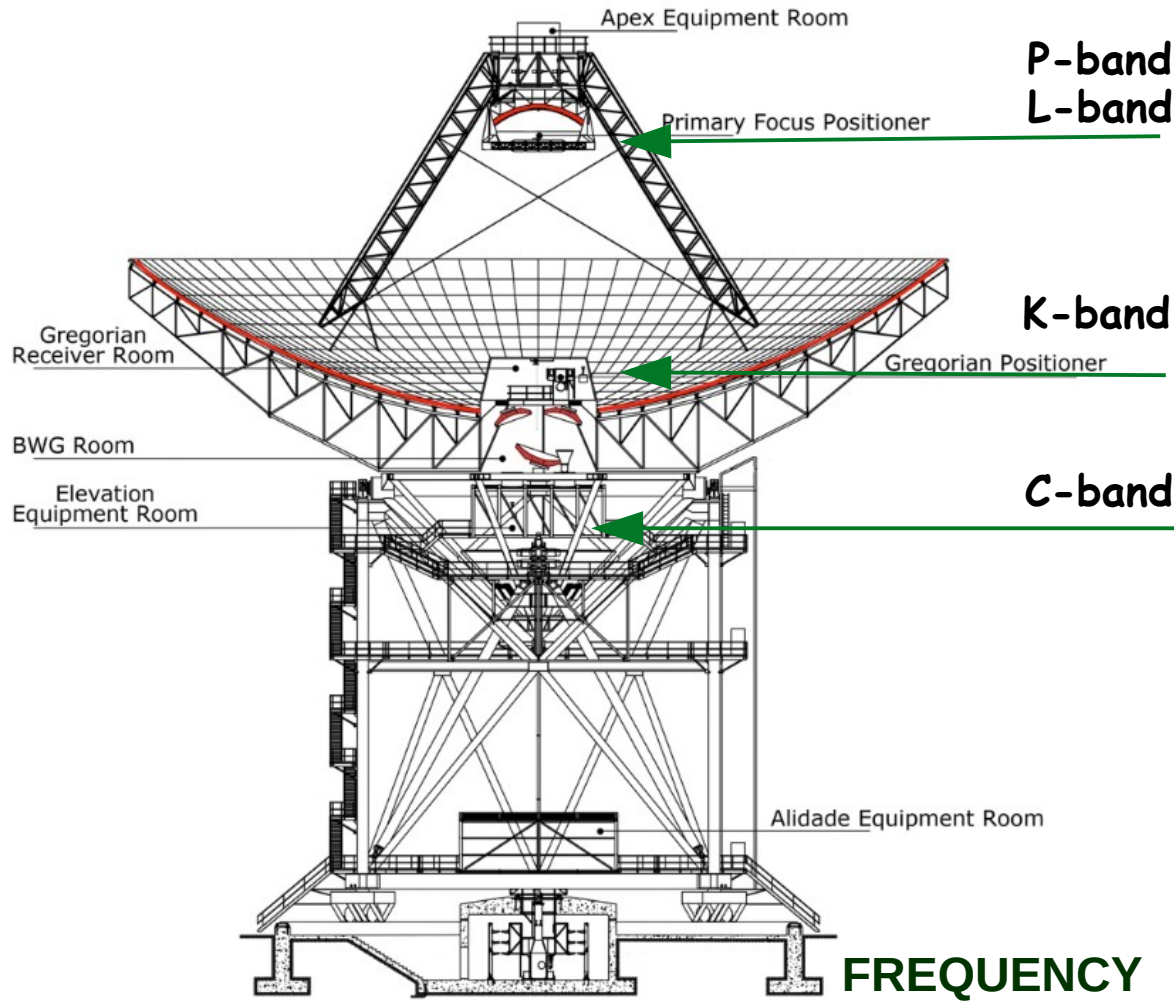 Apex Equipment Room
P-band
L-band
Primary Focus Positioner
K-band
Gregorian
Receiver Room
Gregorian Positioner
BWG Room
C-band
Elevation
Equipment Room
Alidade Equipment Room
FREQUENCY